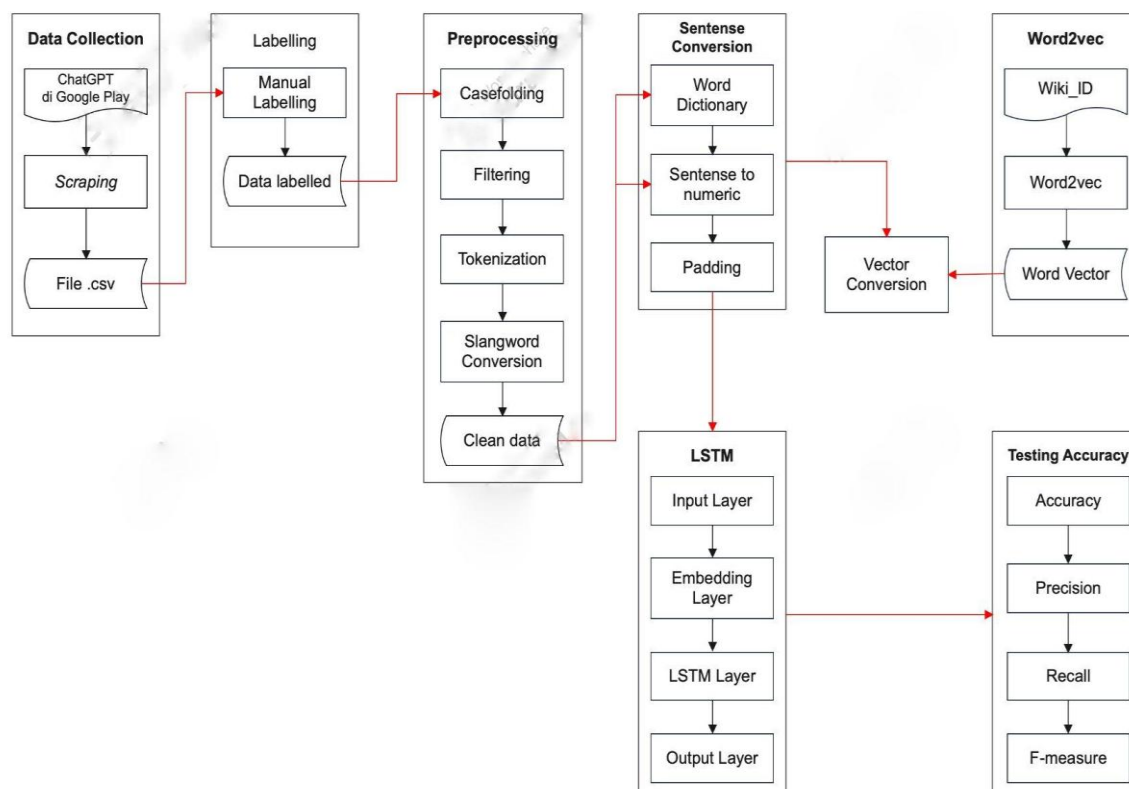 Data Collection
ChatGPT
di Google Play
Scraping
File .csv
Labelling
Manual
Labelling
Data labelled
Preprocessing
Casefolding
Filtering
Tokenization
Slangword
Conversion
Clean data
Sentense
Conversion
Word
Dictionary
Sentense to
numeric
Padding
Vector
Conversion
Word2vec
Wiki_ID
Word2vec
Word Vector
LSTM
Input Layer
Embedding
Layer
LSTM Layer
Output Layer
Testing Accuracy
Accuracy
Precision
Recall
F-measure